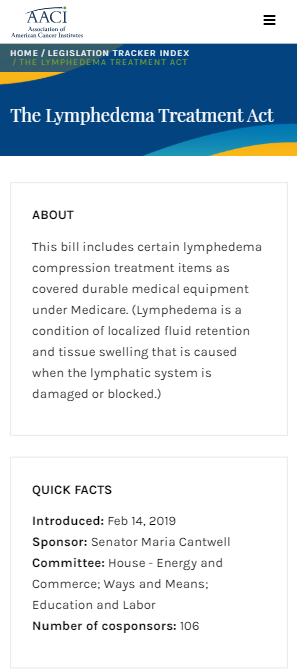 AACI
Association of
American Cancer Institutes
HOME / LEGISLATION TRACKER INDEX
/ THE LYMPHEDEMA TREATMENT ACT
The Lymphedema Treatment Act
ABOUT
This bill includes certain lymphedema
compression treatment items as
covered durable medical equipment
under Medicare. (Lymphedema is a
condition of localized fluid retention
and tissue swelling that is caused
when the lymphatic system is
damaged or blocked.)
QUICK FACTS
Introduced: Feb 14, 2019
Sponsor: Senator Maria Cantwell
Committee: House - Energy and
Commerce; Ways and Means;
Education and Labor
Number of cosponsors: 106